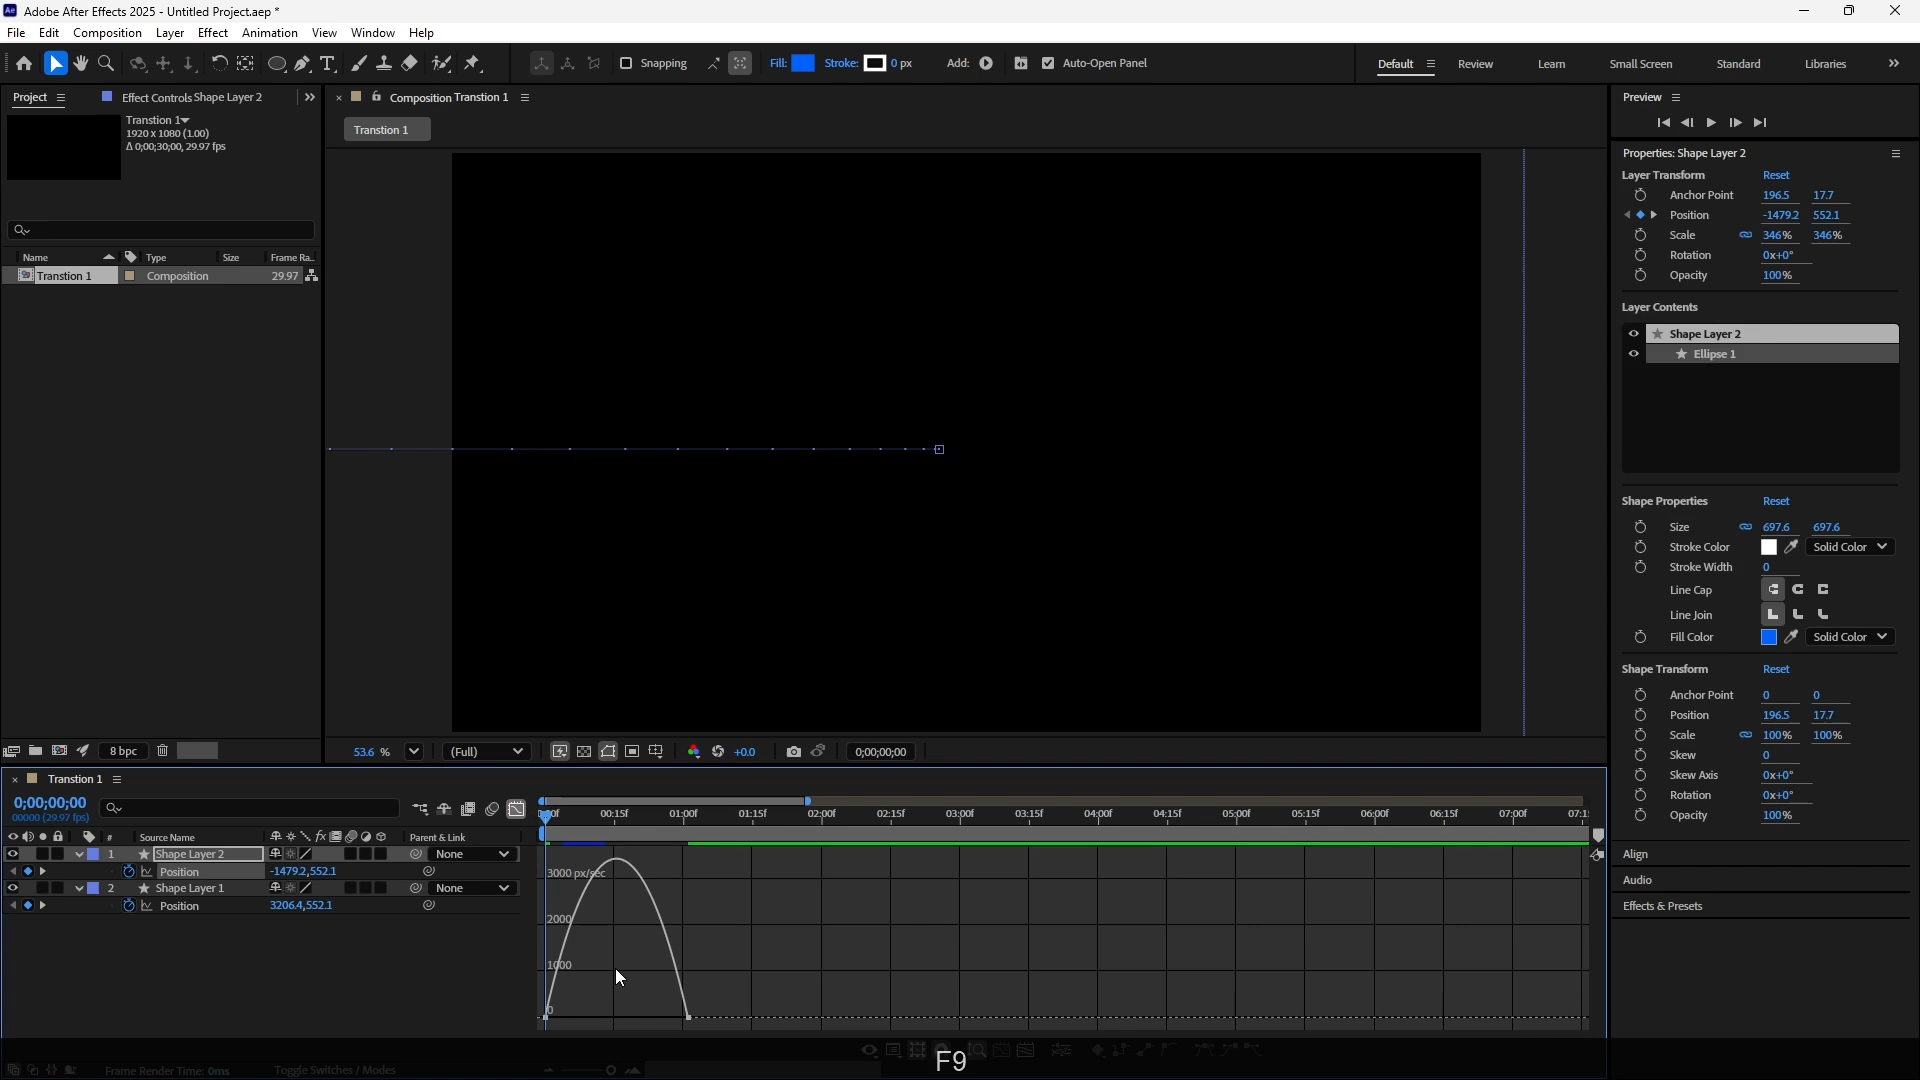 Adobe After Effects 2025 - Untitled Project.aep *
File Edit Composition Layer Effect Animation View Window Help
Snapping Fill: Stroke: 0 px Add: Auto-Open Panel Default Review Learn Small Screen Standard Libraries
Project Effect Controls Shape Layer 2
Composition Transtion 1
Transtion 1
Transtion 1
1920 x 1080 (1.00)
Δ 0;00;30;00, 29.97 fps
Name Type Size Frame Ra..
Transtion 1 Composition 29.97
8 bpc
53.6 % (Full) +0.0 0;00;00;00
Preview
Properties: Shape Layer 2
Layer Transform Reset
Anchor Point 196.5 17.7
Position -1479.2 552.1
Scale 346% 346%
Rotation 0x+0°
Opacity 100%
Layer Contents
Shape Layer 2
Ellipse 1
Shape Properties Reset
Size 697.6 697.6
Stroke Color Solid Color
Stroke Width 0
Line Cap
Line Join
Fill Color Solid Color
Shape Transform Reset
Anchor Point 0 0
Position 196.5 17.7
Scale 100% 100%
Skew 0
Skew Axis 0x+0°
Rotation 0x+0°
Opacity 100%
Align
Audio
Effects & Presets
Transtion 1
0;00;00;00
00000 (29.97 fps)
00:15f 01:00f 01:15f 02:00f 02:15f 03:00f 03:15f 04:00f 04:15f 05:00f 05:15f 06:00f 06:15f 07:00f
# Source Name fx Parent & Link
1 Shape Layer 2 None
Position -1479.2,552.1
2 Shape Layer 1 None
Position 3206.4,552.1
3000 px/sec
2000
1000
0
Frame Render Time: 0ms Toggle Switches / Modes
F9